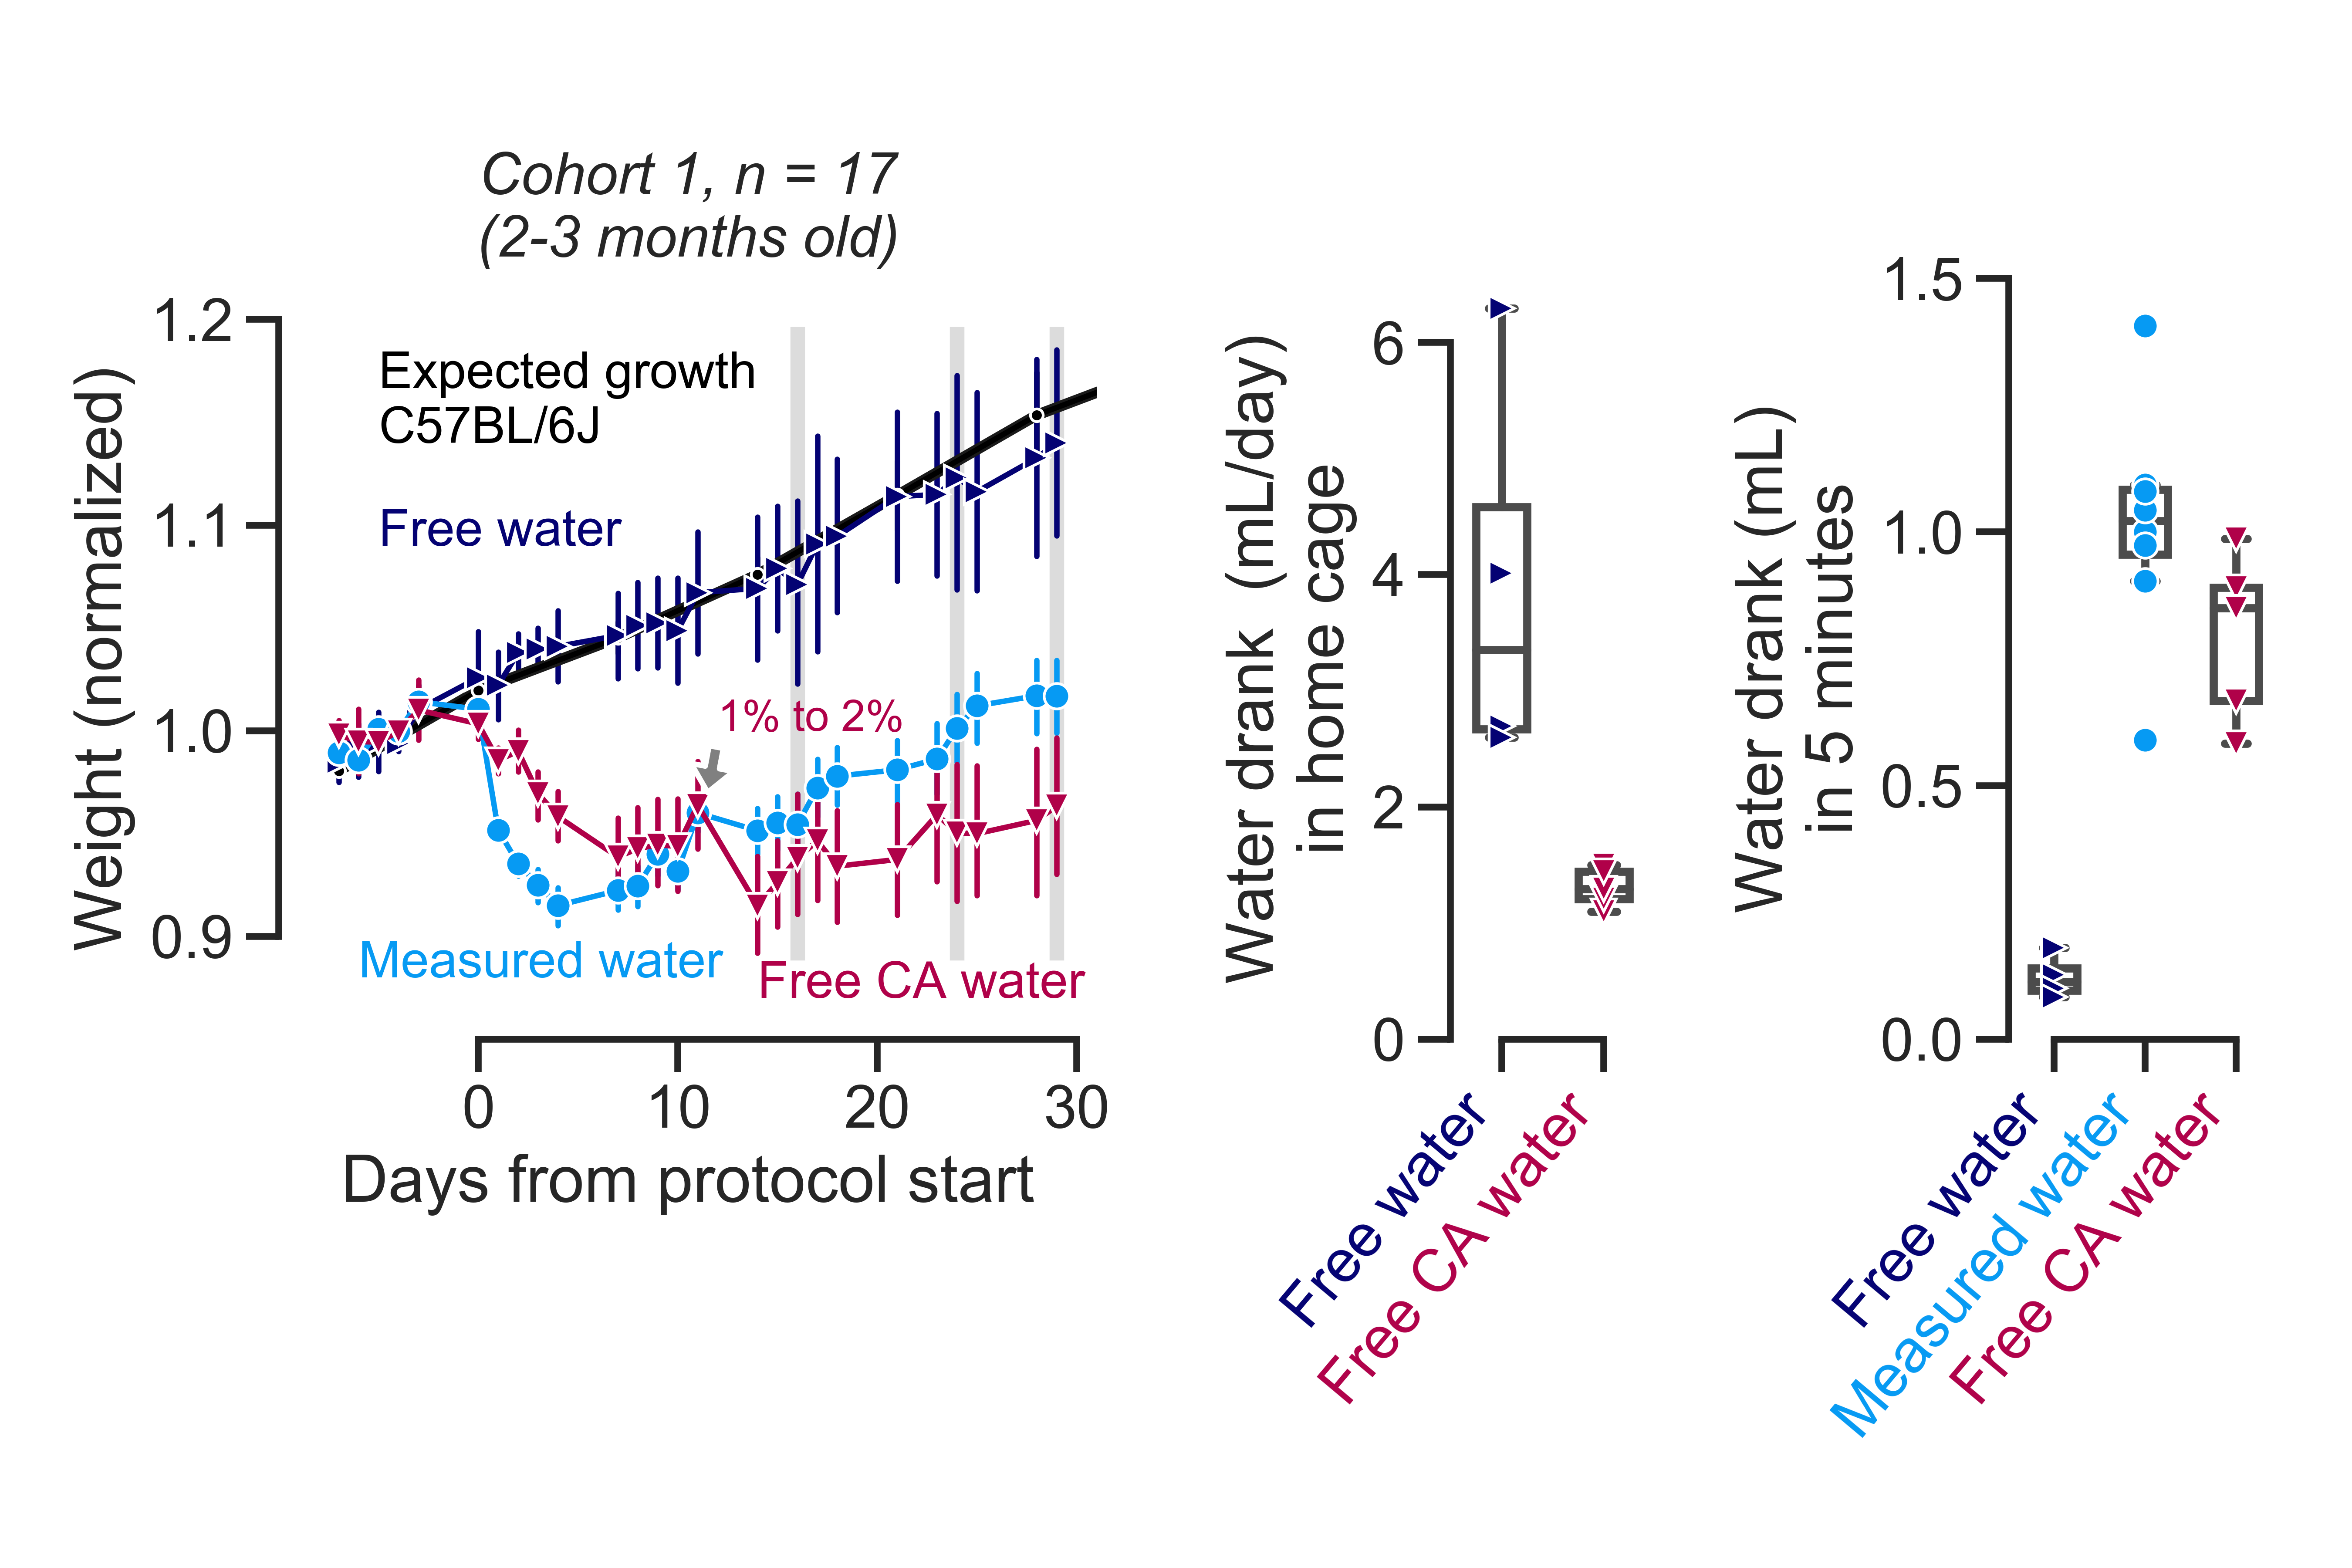 Cohort 1, n = 17
(2-3 months old)
Weight (normalized)
1.2
1.1
1.0
0.9
Expected growth
C57BL/6J
Free water
1% to 2%
Measured water
Free CA water
0
10
20
30
Days from protocol start
Water drank (mL/day)
in home cage
6
4
2
0
Free water
Free CA water
Water drank (mL)
in 5 minutes
1.5
1.0
0.5
0.0
Free water
Measured water
Free CA water